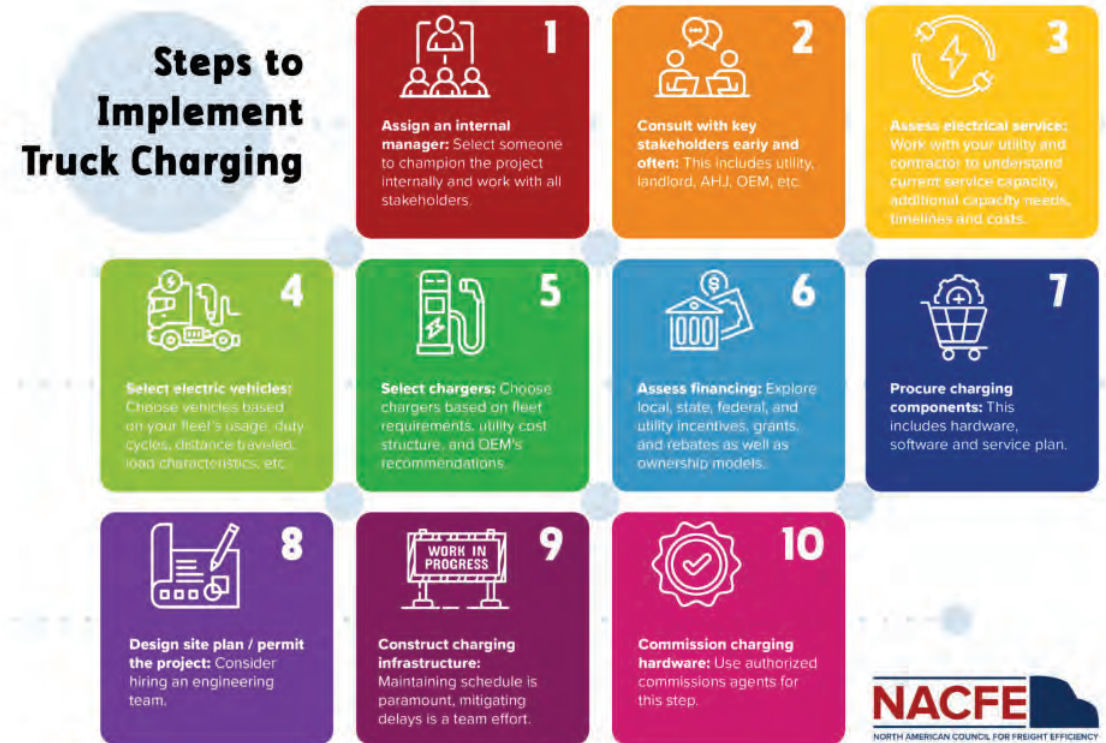 Steps to
Implement
Truck Charging
1
Assign an internal
manager: Select someone
to champion the project
internally and work with all
stakeholders.
2
Consult with key
stakeholders early and
often: This includes utility,
landlord, AHJ, OEM, etc.
3
Assess electrical service:
Work with your utility and
contractor to understand
current service capacity,
additional capacity needs,
timelines and costs.
4
Select electric vehicles:
Choose vehicles based
on your fleet's usage, duty
cycles, distance traveled,
load characteristics, etc.
5
Select chargers: Choose
chargers based on fleet
requirements, utility cost
structure, and OEM's
recommendations.
6
Assess financing: Explore
local, state, federal, and
utility incentives, grants,
and rebates as well as
ownership models.
7
Procure charging
components: This
includes hardware,
software and service plan.
8
Design site plan / permit
the project: Consider
hiring an engineering
team.
WORK IN
PROGRESS
9
Construct charging
infrastructure:
Maintaining schedule is
paramount, mitigating
delays is a team effort.
10
Commission charging
hardware: Use authorized
commissions agents for
this step.
NACFE
NORTH AMERICAN COUNCIL FOR FREIGHT EFFICIENCY